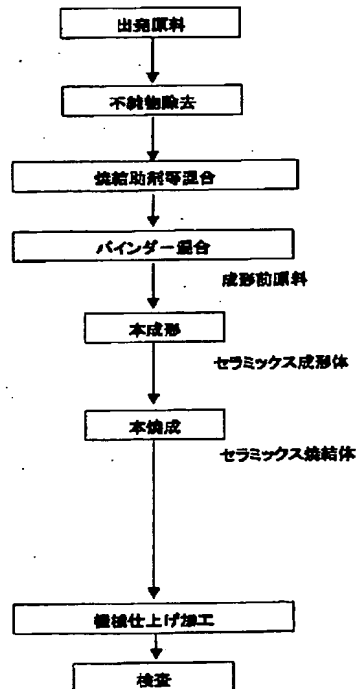 出発原料
不純物除去
焼結助剤等混合
バインダー混合
成形前原料
本成形
セラミックス成形体
本焼成
セラミックス焼結体
機械仕上げ加工
検査